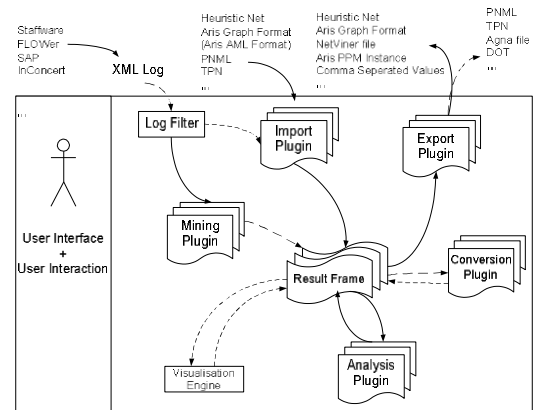 Staffware
FLOWer
SAP
InConcert
...
XML Log
Heuristic Net
Aris Graph Format
(Aris AML Format)
PNML
TPN
...
Heuristic Net
Aris Graph Format
NetViner file
Aris PPM Instance
Comma Seperated Values
...
PNML
TPN
Agna file
DOT
...
User Interface
+
User Interaction
Log Filter
Import
Plugin
Export
Plugin
Mining
Plugin
Result Frame
Conversion
Plugin
Visualisation
Engine
Analysis
Plugin